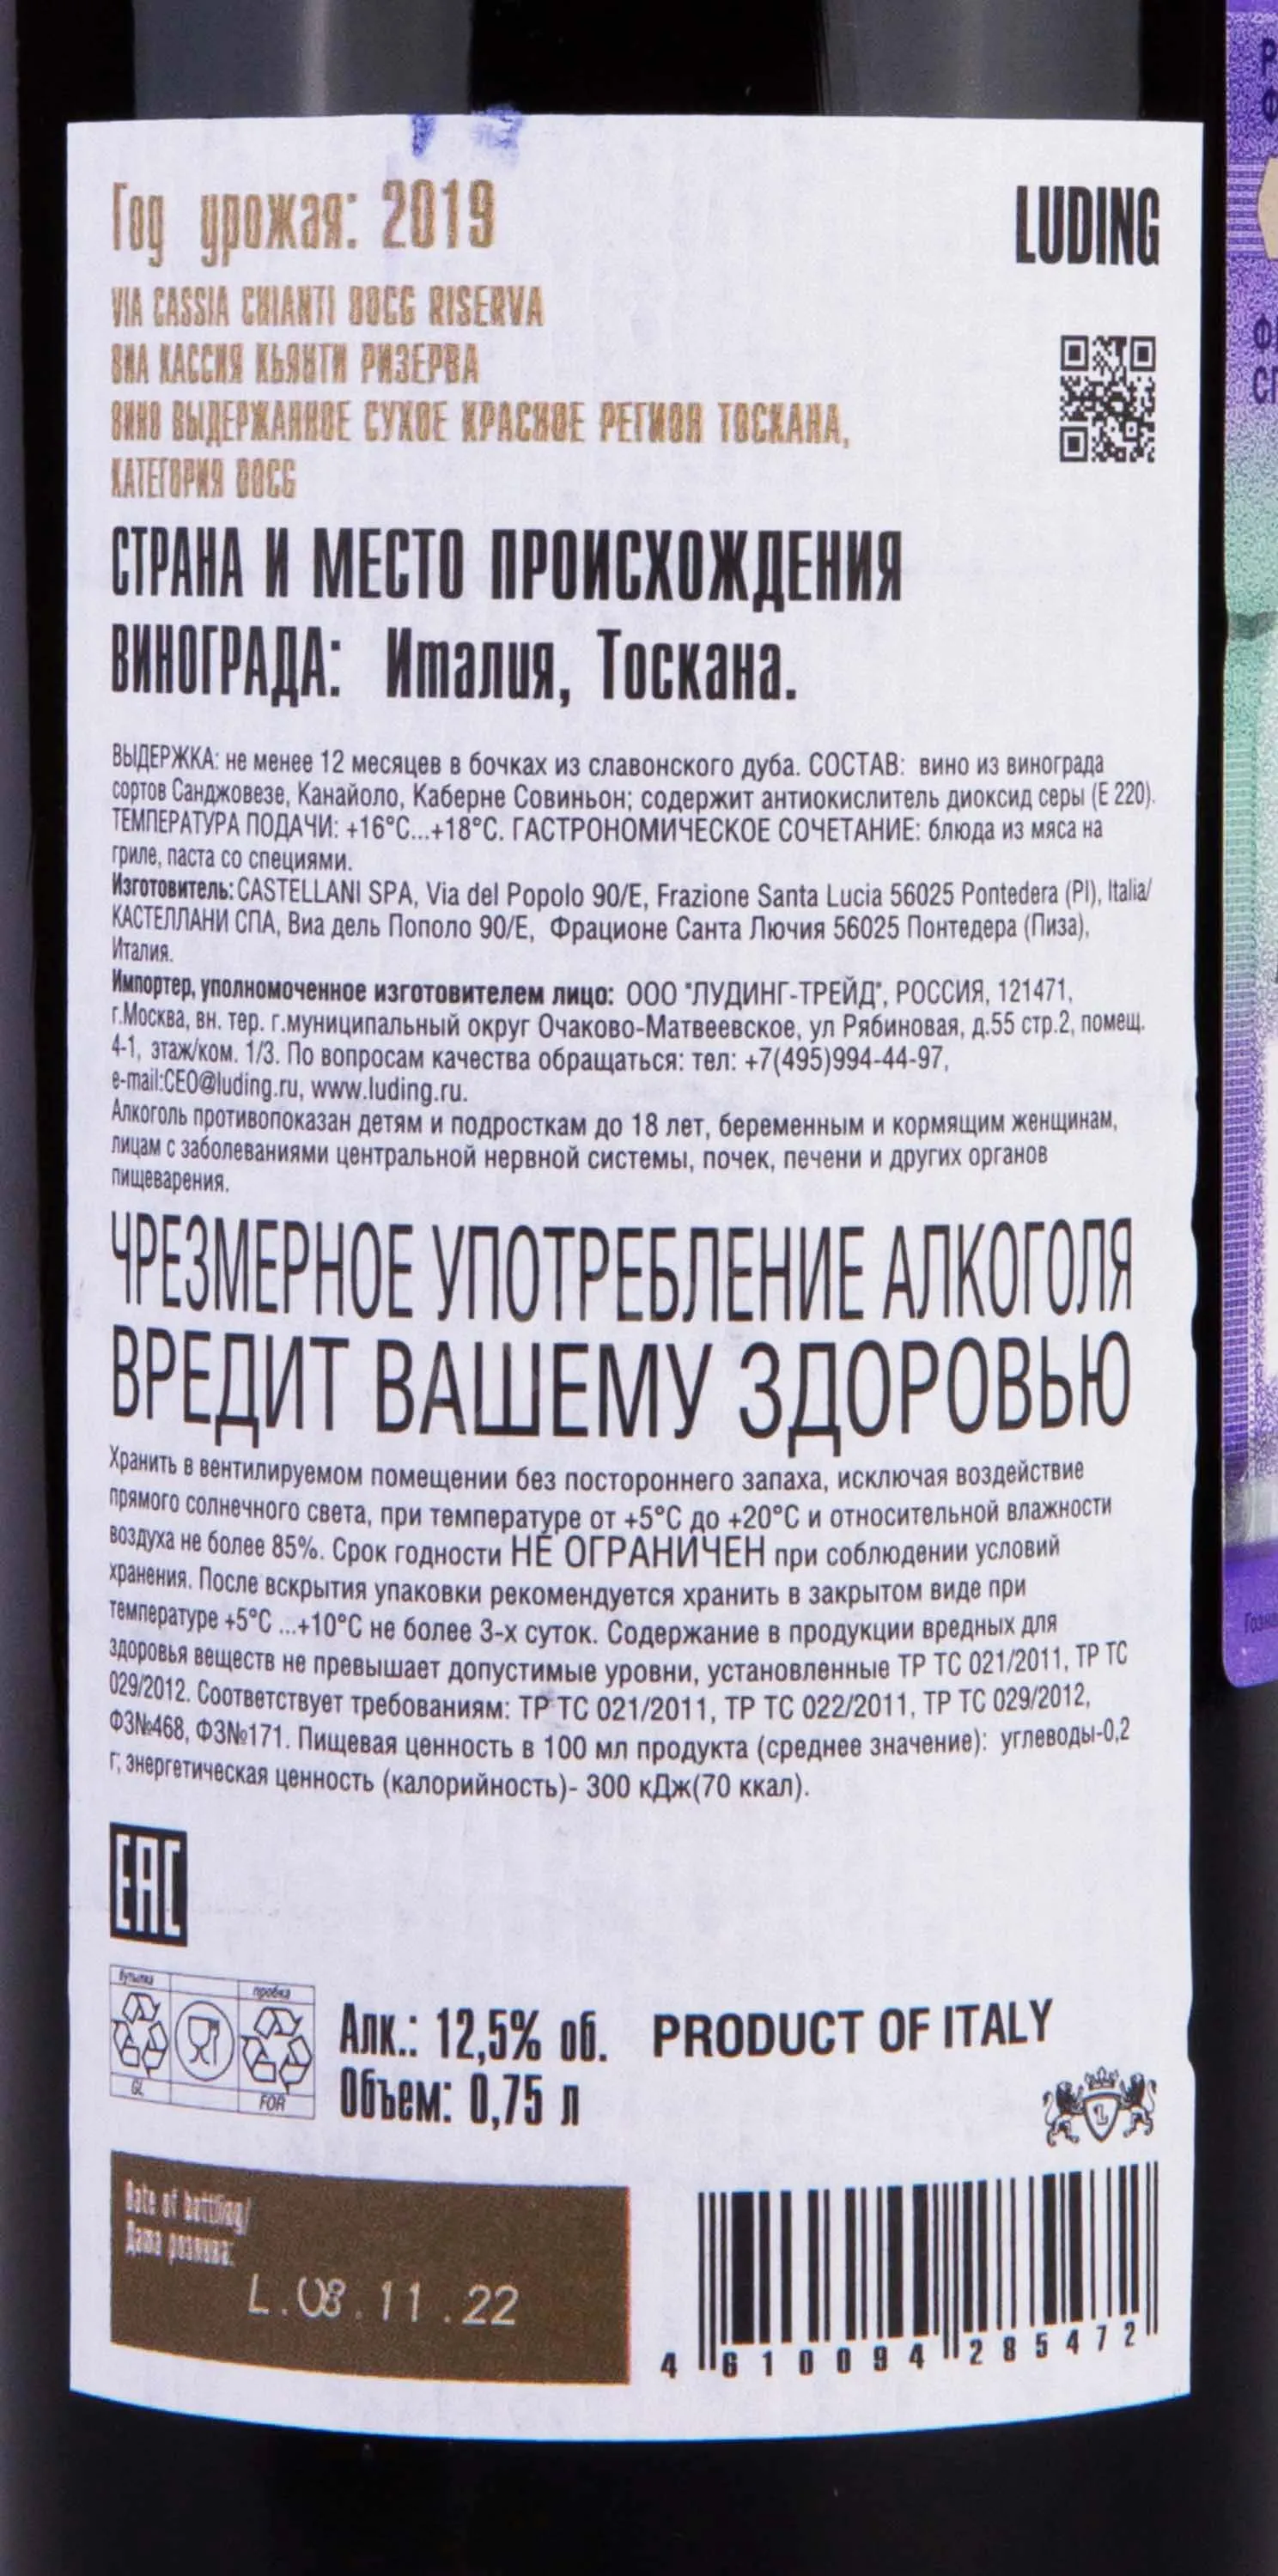 Год урожая: 2019
LUDING
VIA CASSIA CHIANTI DOCG RISERVA
ВИА КАССИЯ КЬЯНТИ РИЗЕРВА
ВИНО ВЫДЕРЖАННОЕ СУХОЕ КРАСНОЕ РЕГИОН ТОСКАНА,
КАТЕГОРИЯ DOCG
СТРАНА И МЕСТО ПРОИСХОЖДЕНИЯ
ВИНОГРАДА: Италия, Тоскана.
ВЫДЕРЖКА: не менее 12 месяцев в бочках из славонского дуба. СОСТАВ: вино из винограда
сортов Санджовезе, Канайоло, Каберне Совиньон; содержит антиокислитель диоксид серы (Е 220).
ТЕМПЕРАТУРА ПОДАЧИ: +16°С...+18°С. ГАСТРОНОМИЧЕСКОЕ СОЧЕТАНИЕ: блюда из мяса на
гриле, паста со специями.
Изготовитель: CASTELLANI SPA, Via del Popolo 90/E, Frazione Santa Lucia 56025 Pontedera (PI), Italia/
КАСТЕЛЛАНИ СПА, Виа дель Пополо 90/Е, Фрационе Санта Лючия 56025 Понтедера (Пиза),
Италия.
Импортер, уполномоченное изготовителем лицо: ООО "ЛУДИНГ-ТРЕЙД", РОССИЯ, 121471,
г.Москва, вн. тер. г.муниципальный округ Очаково-Матвеевское, ул Рябиновая, д.55 стр.2, помещ.
4-1, этаж/ком. 1/3. По вопросам качества обращаться: тел: +7(495)994-44-97,
e-mail:CEO@luding.ru, www.luding.ru.
Алкоголь противопоказан детям и подросткам до 18 лет, беременным и кормящим женщинам,
лицам с заболеваниями центральной нервной системы, почек, печени и других органов
пищеварения.
ЧРЕЗМЕРНОЕ УПОТРЕБЛЕНИЕ АЛКОГОЛЯ
ВРЕДИТ ВАШЕМУ ЗДОРОВЬЮ
Хранить в вентилируемом помещении без постороннего запаха, исключая воздействие
прямого солнечного света, при температуре от +5°С до +20°С и относительной влажности
воздуха не более 85%. Срок годности НЕ ОГРАНИЧЕН при соблюдении условий
хранения. После вскрытия упаковки рекомендуется хранить в закрытом виде при
температуре +5°С ...+10°С не более 3-х суток. Содержание в продукции вредных для
здоровья веществ не превышает допустимые уровни, установленные ТР ТС 021/2011, ТР ТС
029/2012. Соответствует требованиям: ТР ТС 021/2011, ТР ТС 022/2011, ТР ТС 029/2012,
ФЗ№468, ФЗ№171. Пищевая ценность в 100 мл продукта (среднее значение): углеводы-0,2
г; энергетическая ценность (калорийность)- 300 кДж(70 ккал).
EAC
бутылка
пробка
GL
FOR
Алк.: 12,5% об.
PRODUCT OF ITALY
Объем: 0,75 л
Date of bottling/
Дата розлива:
L.08.11.22
4 610094 285472